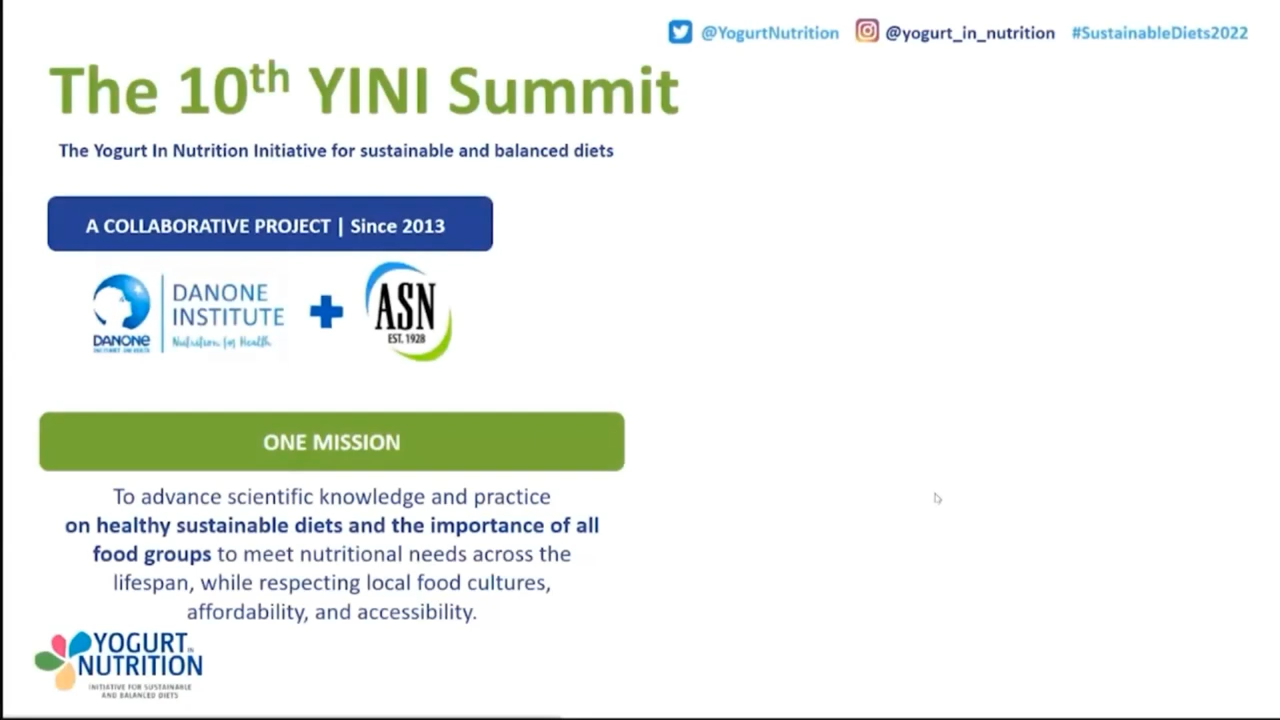 @YogurtNutrition @yogurt_in_nutrition #SustainableDiets2022
The 10th YINI Summit
The Yogurt In Nutrition Initiative for sustainable and balanced diets
A COLLABORATIVE PROJECT | Since 2013
DANONE
INSTITUTE
Nutrition for Health
DANONE
ASN
EST. 1928
ONE MISSION
To advance scientific knowledge and practice
on healthy sustainable diets and the importance of all
food groups to meet nutritional needs across the
lifespan, while respecting local food cultures,
affordability, and accessibility.
YOGURT IN
NUTRITION
INITIATIVE FOR SUSTAINABLE
AND BALANCED DIETS